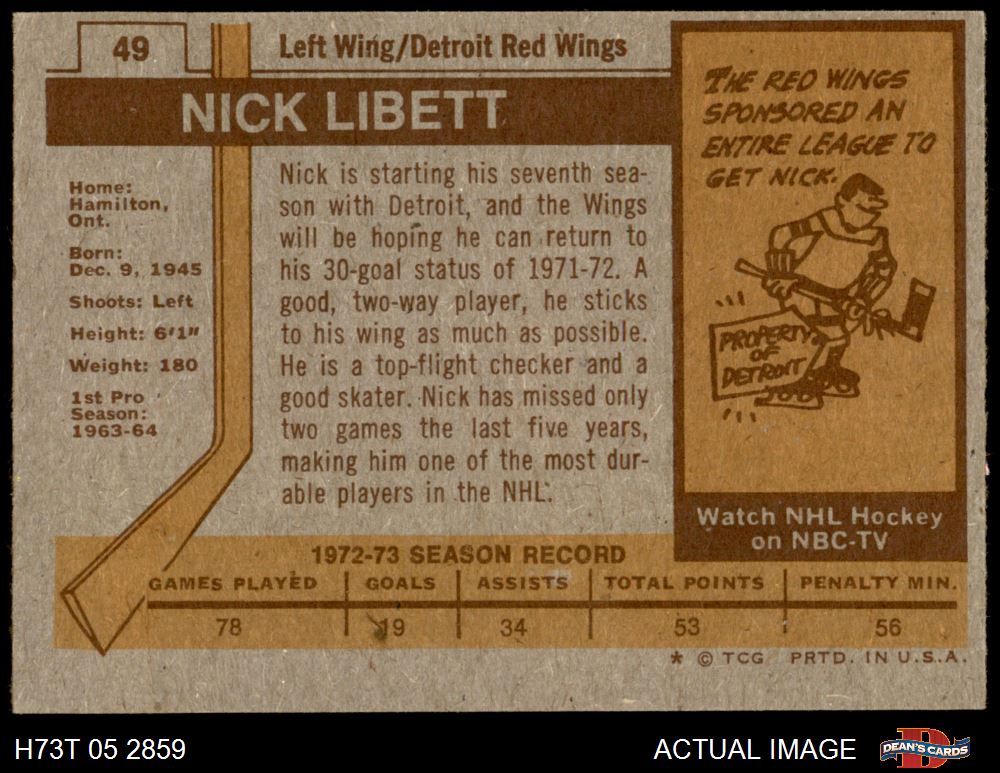 49
Left Wing/Detroit Red Wings
NICK LIBETT
Home:
Hamilton,
Ont.
Born:
Dec. 9, 1945
Shoots: Left
Height: 6'1"
Weight: 180
1st Pro
Season:
1963-64
Nick is starting his seventh sea-
son with Detroit, and the Wings
will be hoping he can return to
his 30-goal status of 1971-72. A
good, two-way player, he sticks
to his wing as much as possible.
He is a top-flight checker and a
good skater. Nick has missed only
two games the last five years,
making him one of the most dur-
able players in the NHL.
THE RED WINGS
SPONSORED AN
ENTIRE LEAGUE TO
GET NICK.
PROPERTY
OF
DETROIT
Watch NHL Hockey
on NBC-TV
1972-73 SEASON RECORD
GAMES PLAYED GOALS ASSISTS TOTAL POINTS PENALTY MIN.
78 19 34 53 56
* © TCG PRTD. IN U.S.A.
H73T 05 2859 ACTUAL IMAGE DEAN'S CARDS